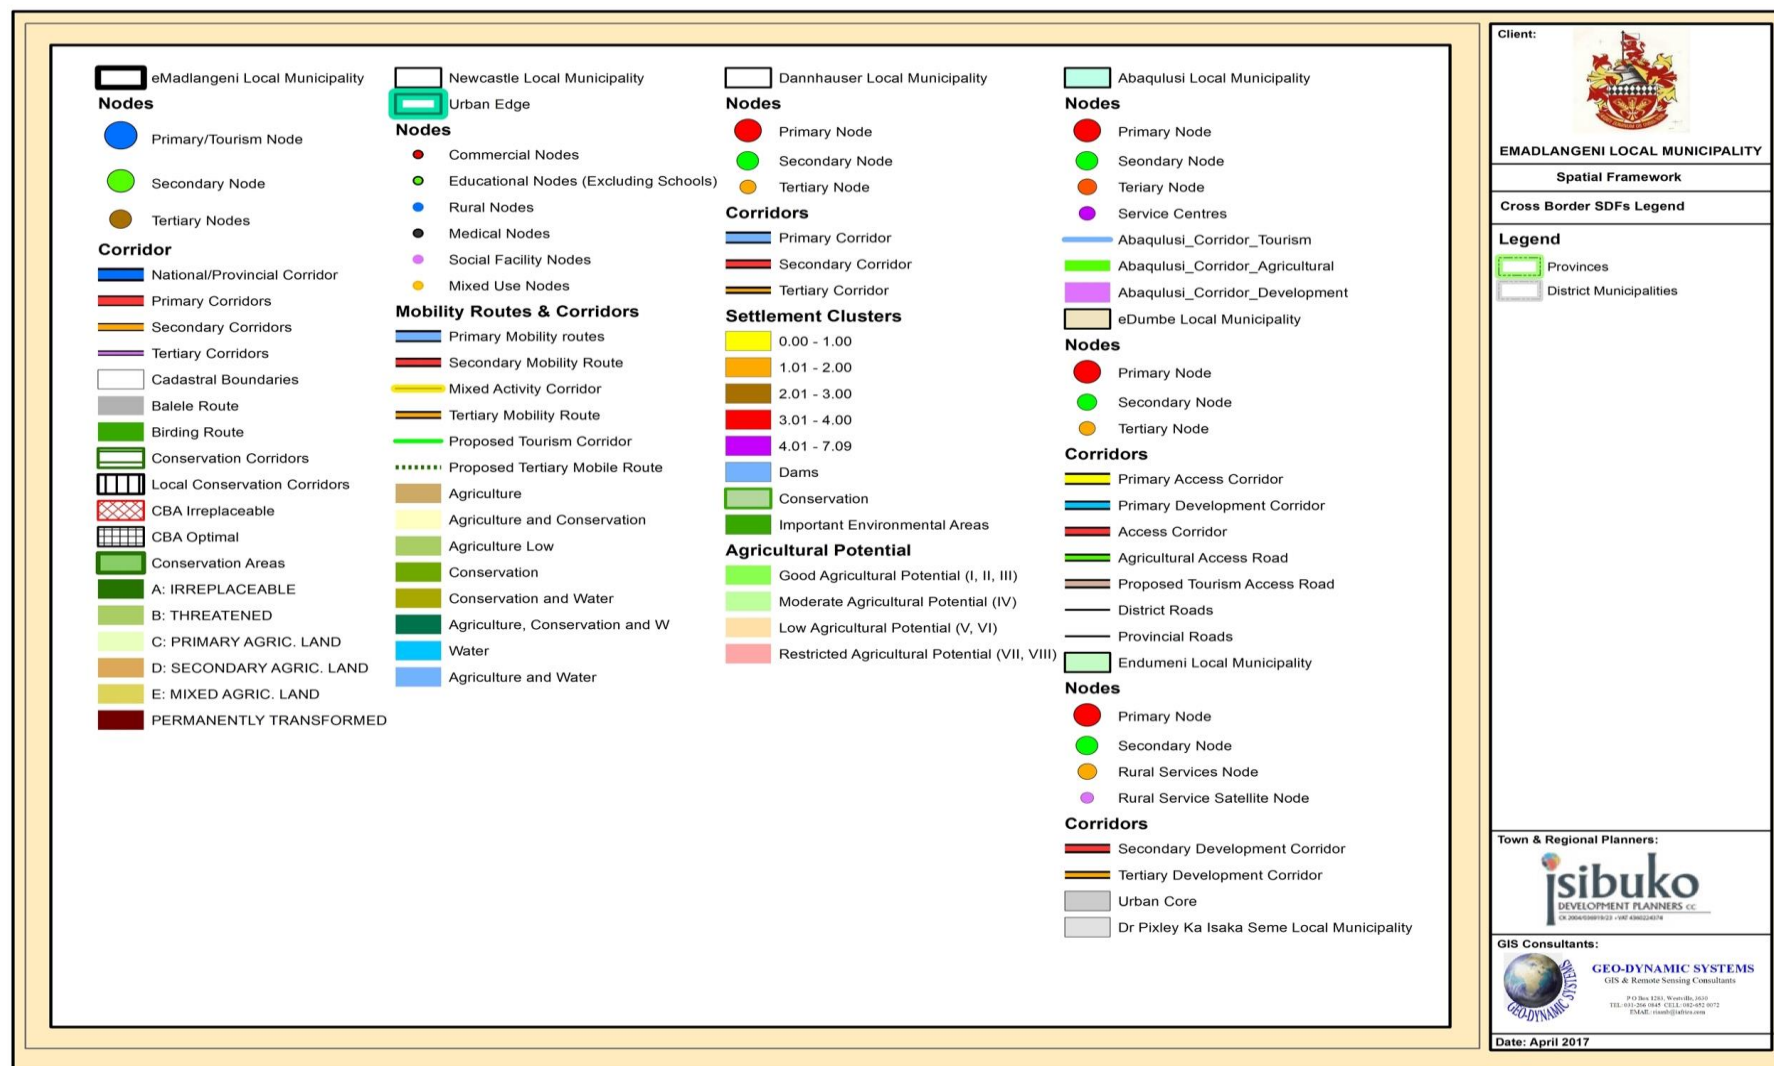 eMadlangeni Local Municipality
Nodes
Primary/Tourism Node
Secondary Node
Tertiary Nodes
Corridor
National/Provincial Corridor
Primary Corridors
Secondary Corridors
Tertiary Corridors
Cadastral Boundaries
Balele Route
Birding Route
Conservation Corridors
Local Conservation Corridors
CBA Irreplaceable
CBA Optimal
Conservation Areas
A: IRREPLACEABLE
B: THREATENED
C: PRIMARY AGRIC. LAND
D: SECONDARY AGRIC. LAND
E: MIXED AGRIC. LAND
PERMANENTLY TRANSFORMED
Newcastle Local Municipality
Urban Edge
Nodes
Commercial Nodes
Educational Nodes (Excluding Schools)
Rural Nodes
Medical Nodes
Social Facility Nodes
Mixed Use Nodes
Mobility Routes & Corridors
Primary Mobility routes
Secondary Mobility Route
Mixed Activity Corridor
Tertiary Mobility Route
Proposed Tourism Corridor
Proposed Tertiary Mobile Route
Agriculture
Agriculture and Conservation
Agriculture Low
Conservation
Conservation and Water
Agriculture, Conservation and W
Water
Agriculture and Water
Dannhauser Local Municipality
Nodes
Primary Node
Secondary Node
Tertiary Node
Corridors
Primary Corridor
Secondary Corridor
Tertiary Corridor
Settlement Clusters
0.00 - 1.00
1.01 - 2.00
2.01 - 3.00
3.01 - 4.00
4.01 - 7.09
Dams
Conservation
Important Environmental Areas
Agricultural Potential
Good Agricultural Potential (I, II, III)
Moderate Agricultural Potential (IV)
Low Agricultural Potential (V, VI)
Restricted Agricultural Potential (VII, VIII)
Abaqulusi Local Municipality
Nodes
Primary Node
Seondary Node
Teriary Node
Service Centres
Abaqulusi_Corridor_Tourism
Abaqulusi_Corridor_Agricultural
Abaqulusi_Corridor_Development
eDumbe Local Municipality
Nodes
Primary Node
Secondary Node
Tertiary Node
Corridors
Primary Access Corridor
Primary Development Corridor
Access Corridor
Agricultural Access Road
Proposed Tourism Access Road
District Roads
Provincial Roads
Endumeni Local Municipality
Nodes
Primary Node
Secondary Node
Rural Services Node
Rural Service Satellite Node
Corridors
Secondary Development Corridor
Tertiary Development Corridor
Urban Core
Dr Pixley Ka Isaka Seme Local Municipality
Client:
EMADLANGENI LOCAL MUNICIPALITY
Spatial Framework
Cross Border SDFs Legend
Legend
Provinces
District Municipalities
Town & Regional Planners:
isibuko
DEVELOPMENT PLANNERS cc
GIS Consultants:
GEO-DYNAMIC SYSTEMS
GEO-DYNAMIC SYSTEMS
GIS & Remote Sensing Consultants
P O Box 1283, Westville, 3630
TEL: 031-266 0845 CELL: 082-652 0072
Date: April 2017